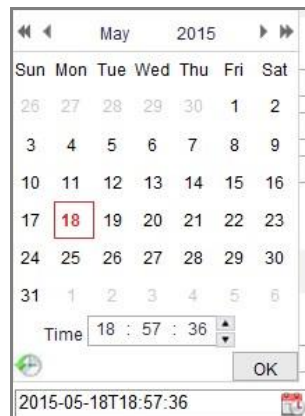 May 2015
Sun Mon Tue Wed Thu Fri Sat
26 27 28 29 30 1 2
3 4 5 6 7 8 9
10 11 12 13 14 15 16
17 18 19 20 21 22 23
24 25 26 27 28 29 30
31 1 2 3 4 5 6
Time 18 : 57 : 36
OK
2015-05-18T18:57:36